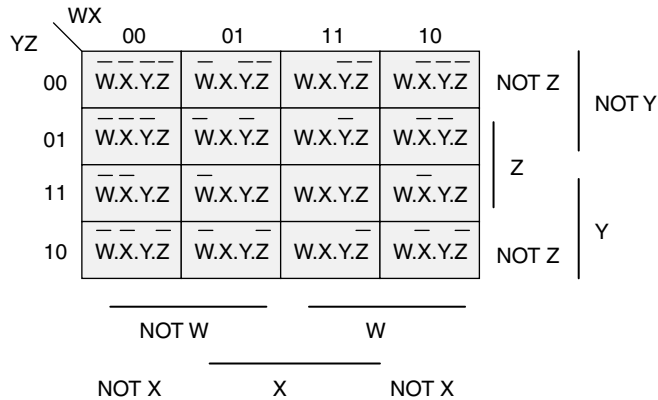 WX
YZ 00 01 11 10
00 W̅.X̅.Y̅.Z̅ W̅.X.Y̅.Z̅ W.X.Y̅.Z̅ W.X̅.Y̅.Z̅ NOT Z
NOT Y
01 W̅.X̅.Y̅.Z W̅.X.Y̅.Z W.X.Y̅.Z W.X̅.Y̅.Z
Z
11 W̅.X̅.Y.Z W̅.X.Y.Z W.X.Y.Z W.X̅.Y.Z
Y
10 W̅.X̅.Y.Z̅ W̅.X.Y.Z̅ W.X.Y.Z̅ W.X̅.Y.Z̅ NOT Z
NOT W W
NOT X X NOT X